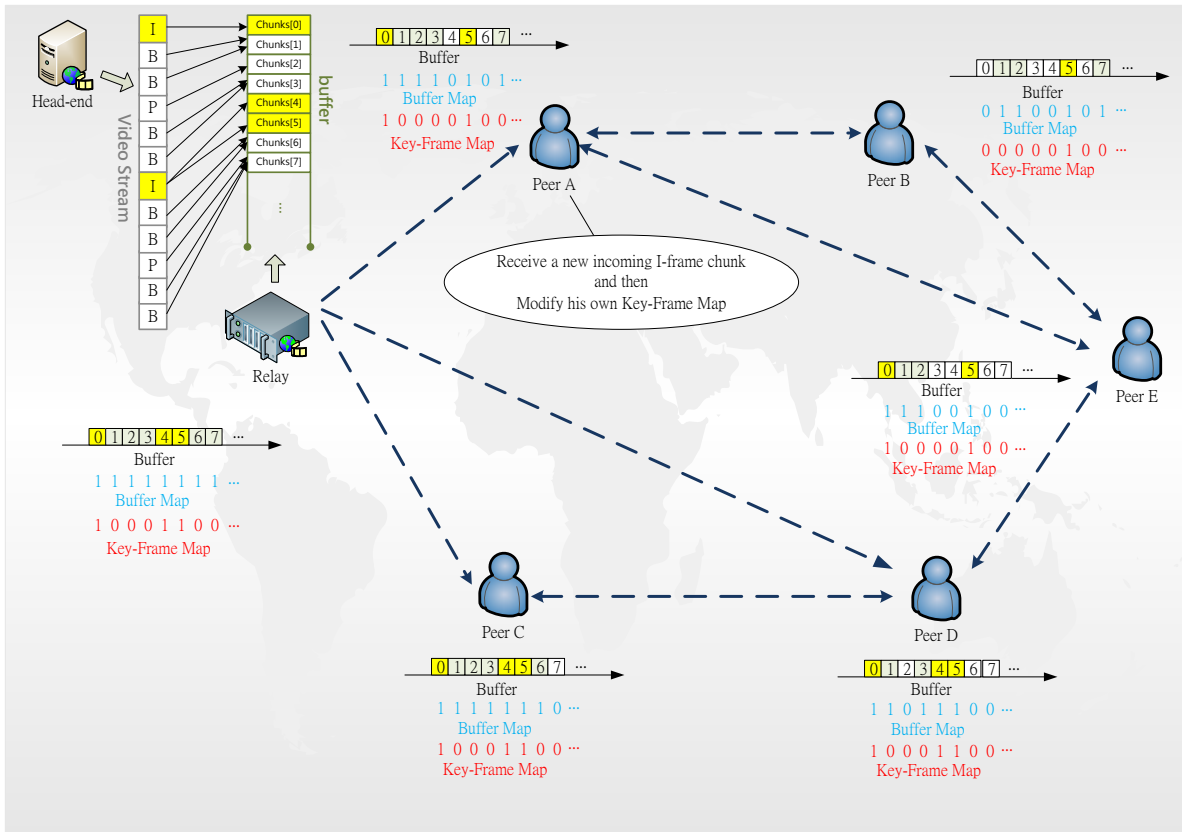 Head-end
Video Stream
I
B
B
P
B
B
I
B
B
P
B
B
Chunks[0]
Chunks[1]
Chunks[2]
Chunks[3]
Chunks[4]
Chunks[5]
Chunks[6]
Chunks[7]
...
buffer
Relay
0 1 2 3 4 5 6 7 ...
Buffer
1 1 1 1 0 1 0 1 ...
Buffer Map
1 0 0 0 0 1 0 0 ...
Key-Frame Map
Peer A
Receive a new incoming I-frame chunk
and then
Modify his own Key-Frame Map
Peer B
0 1 2 3 4 5 6 7 ...
Buffer
0 1 1 0 0 1 0 1 ...
Buffer Map
0 0 0 0 0 1 0 0 ...
Key-Frame Map
Peer E
0 1 2 3 4 5 6 7 ...
Buffer
1 1 1 0 0 1 0 0 ...
Buffer Map
1 0 0 0 0 1 0 0 ...
Key-Frame Map
0 1 2 3 4 5 6 7 ...
Buffer
1 1 1 1 1 1 1 1 ...
Buffer Map
1 0 0 0 1 1 0 0 ...
Key-Frame Map
Peer C
0 1 2 3 4 5 6 7 ...
Buffer
1 1 1 1 1 1 1 0 ...
Buffer Map
1 0 0 0 1 1 0 0 ...
Key-Frame Map
Peer D
0 1 2 3 4 5 6 7 ...
Buffer
1 1 0 1 1 1 0 0 ...
Buffer Map
1 0 0 0 1 1 0 0 ...
Key-Frame Map